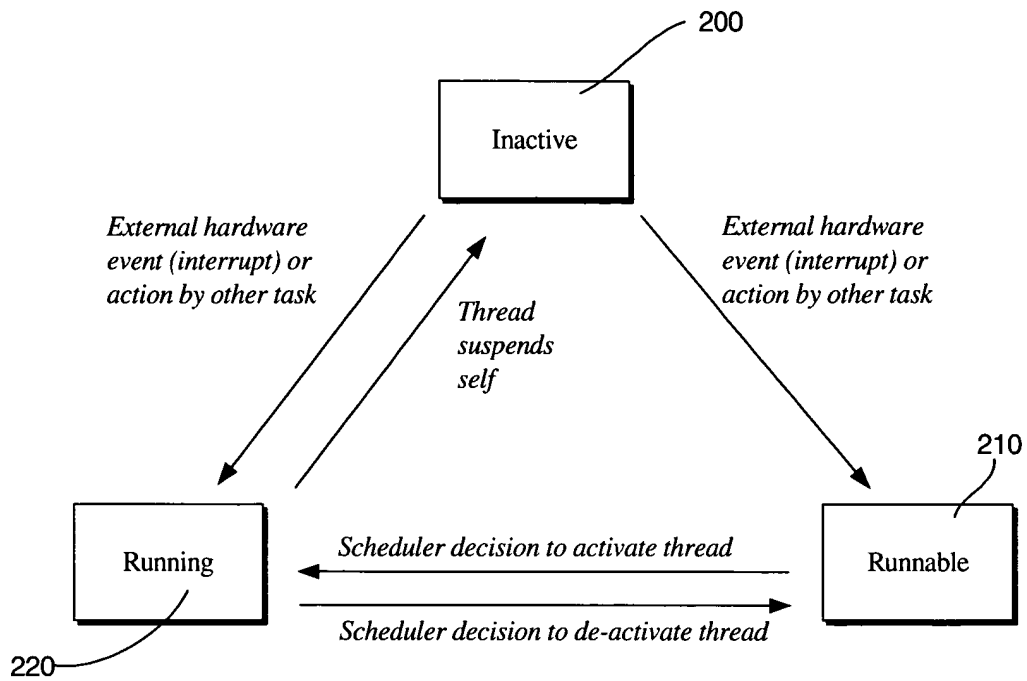 200
Inactive
External hardware
event (interrupt) or
action by other task
External hardware
event (interrupt) or
action by other task
Thread
suspends
self
210
Running
Scheduler decision to activate thread
Runnable
Scheduler decision to de-activate thread
220